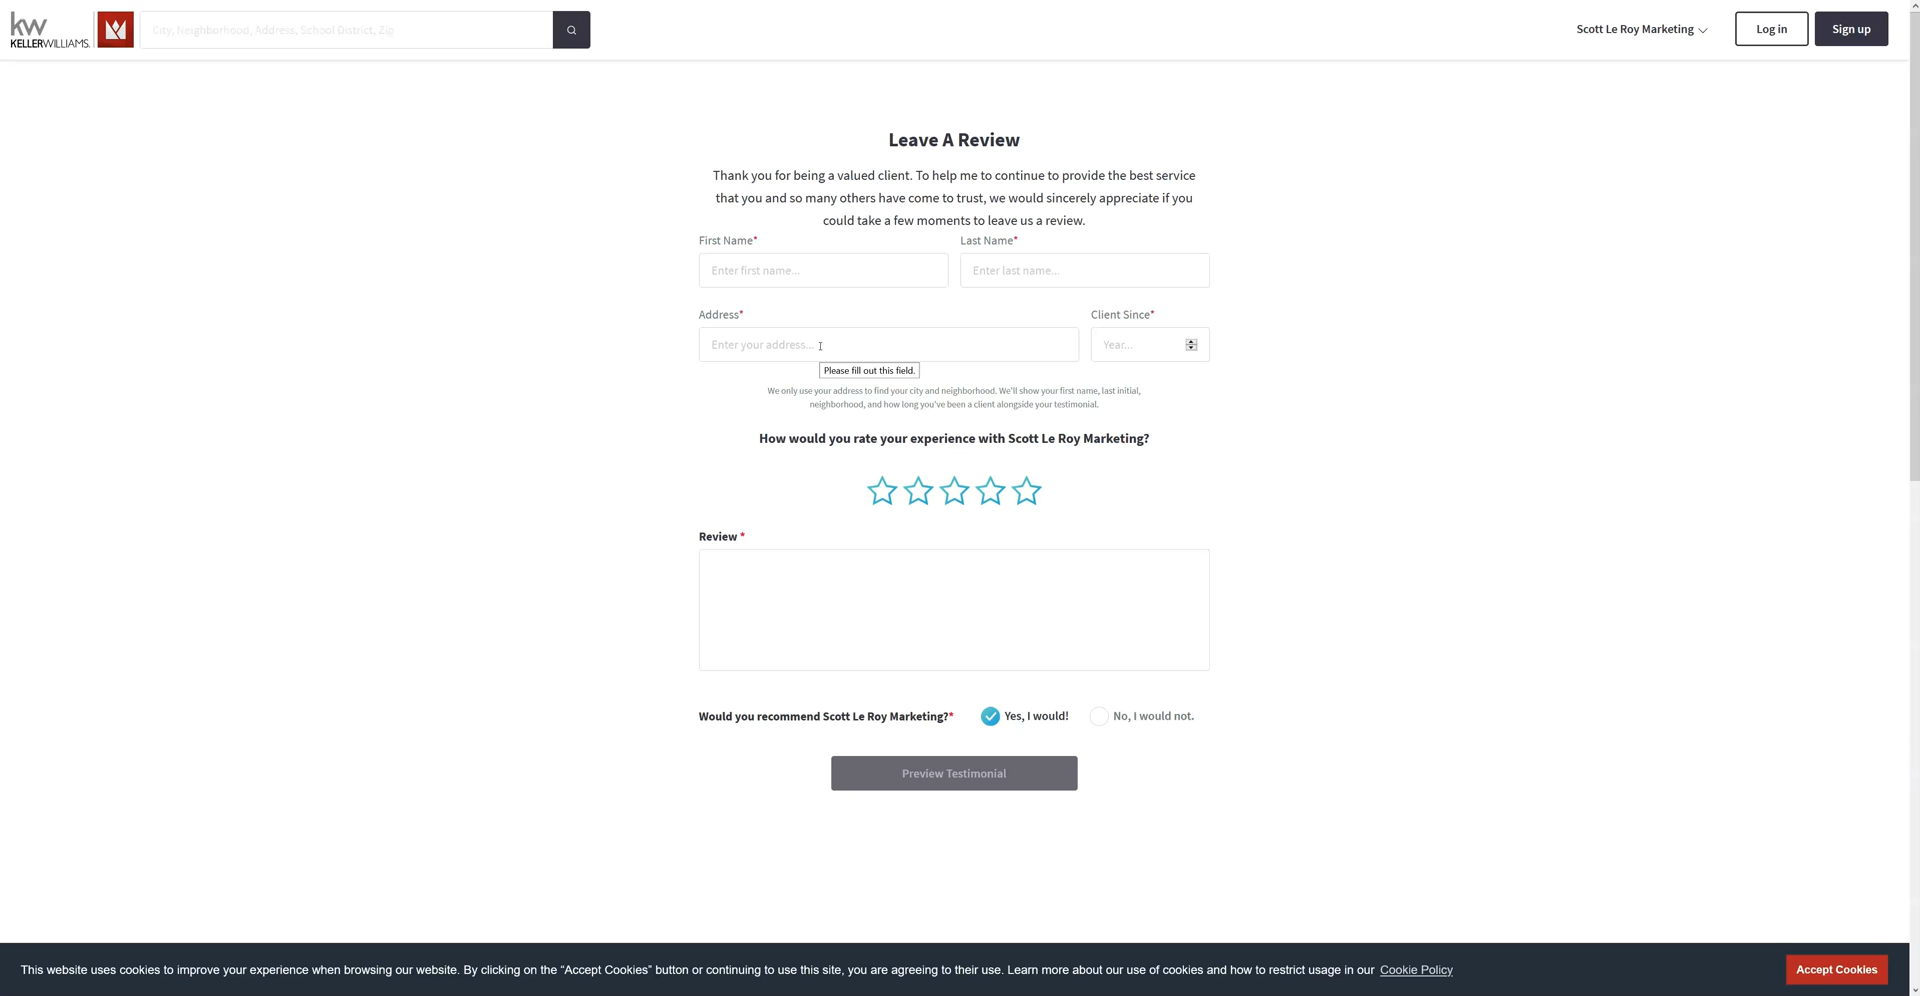 kw
KELLERWILLIAMS.
City, Neighborhood, Address, School District, Zip
Scott Le Roy Marketing
Log in
Sign up
Leave A Review
Thank you for being a valued client. To help me to continue to provide the best service
that you and so many others have come to trust, we would sincerely appreciate if you
could take a few moments to leave us a review.
First Name*
Last Name*
Enter first name...
Enter last name...
Address*
Client Since*
Enter your address...
Year...
Please fill out this field.
We only use your address to find your city and neighborhood. We'll show your first name, last initial,
neighborhood, and how long you've been a client alongside your testimonial.
How would you rate your experience with Scott Le Roy Marketing?
Review *
Would you recommend Scott Le Roy Marketing?*
Yes, I would!
No, I would not.
Preview Testimonial
This website uses cookies to improve your experience when browsing our website. By clicking on the “Accept Cookies” button or continuing to use this site, you are agreeing to their use. Learn more about our use of cookies and how to restrict usage in our Cookie Policy
Accept Cookies